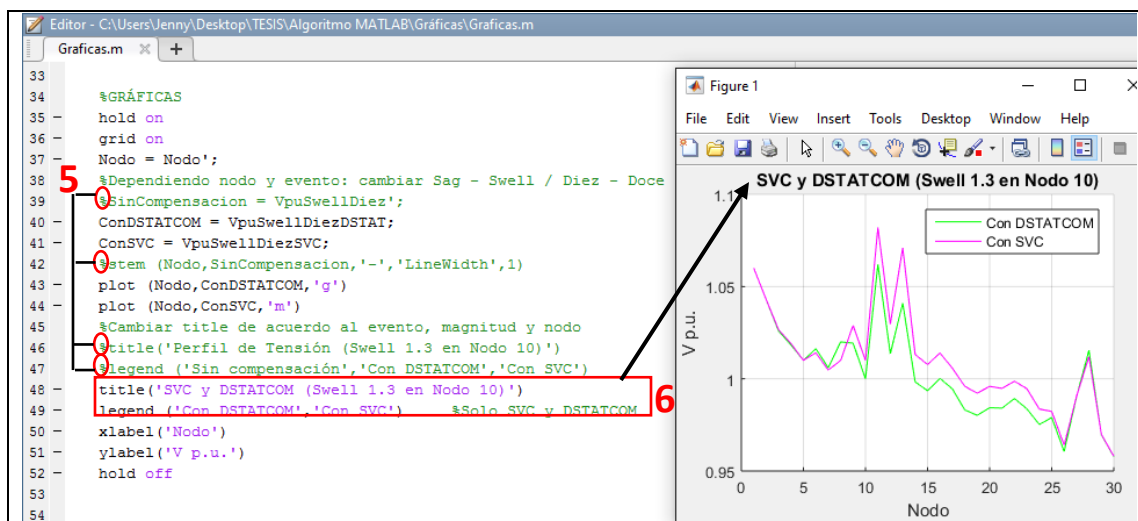 Editor - C:\Users\Jenny\Desktop\TESIS\Algoritmo MATLAB\Gráficas\Graficas.m
Graficas.m
33
34 %GRÁFICAS
35 – hold on
36 – grid on
37 – Nodo = Nodo';
38 %Dependiendo nodo y evento: cambiar Sag - Swell / Diez - Doce
39 – %SinCompensacion = VpuSwellDiez';
40 – ConDSTATCOM = VpuSwellDiezDSTAT;
41 – ConSVC = VpuSwellDiezSVC;
42 – %stem (Nodo,SinCompensacion,'-','LineWidth',1)
43 – plot (Nodo,ConDSTATCOM,'g')
44 – plot (Nodo,ConSVC,'m')
45 %Cambiar title de acuerdo al evento, magnitud y nodo
46 – %title('Perfil de Tensión (Swell 1.3 en Nodo 10)')
47 – %legend ('Sin compensación','Con DSTATCOM','Con SVC')
48 – title('SVC y DSTATCOM (Swell 1.3 en Nodo 10)')
49 – legend ('Con DSTATCOM','Con SVC') %Solo SVC y DSTATCOM
50 – xlabel('Nodo')
51 – ylabel('V p.u.')
52 – hold off
53
54
5
6
Figure 1
File Edit View Insert Tools Desktop Window Help
SVC y DSTATCOM (Swell 1.3 en Nodo 10)
Con DSTATCOM
Con SVC
1.1
1.05
1
0.95
V p.u.
0 5 10 15 20 25 30
Nodo